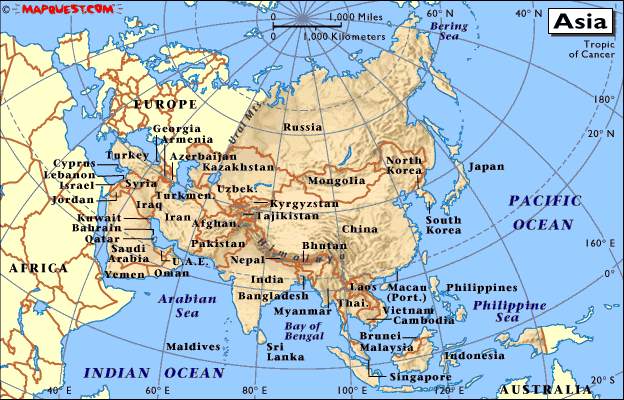 MAPQUEST.COM
0 1,000 Miles
0 1,000 Kilometers
60° N
40° N
Asia
Tropic
of Cancer
Bering
Sea
180°
20° N
EUROPE
Ural Mts.
Russia
Georgia
Armenia
Azerbaijan
Turkey
Kazakhstan
Cyprus
Lebanon
Israel
Jordan
Syria
Iraq
Turkmen.
Uzbek.
Mongolia
North
Korea
Japan
Kyrgyzstan
Tajikistan
South
Korea
PACIFIC
OCEAN
Kuwait
Bahrain
Qatar
Iran
Afghan.
China
Pakistan
Himalaya
Bhutan
Nepal
160° E
Saudi
Arabia
U.A.E.
Oman
Yemen
AFRICA
India
Bangladesh
Myanmar
Laos
Thai.
Macau
(Port.)
Vietnam
Cambodia
Philippines
Philippine
Sea
0°
Arabian
Sea
Bay of
Bengal
Maldives
Sri
Lanka
Brunei
Malaysia
Indonesia
Singapore
INDIAN OCEAN
AUSTRALIA
20° S
40°
60°
80°
100°
120°